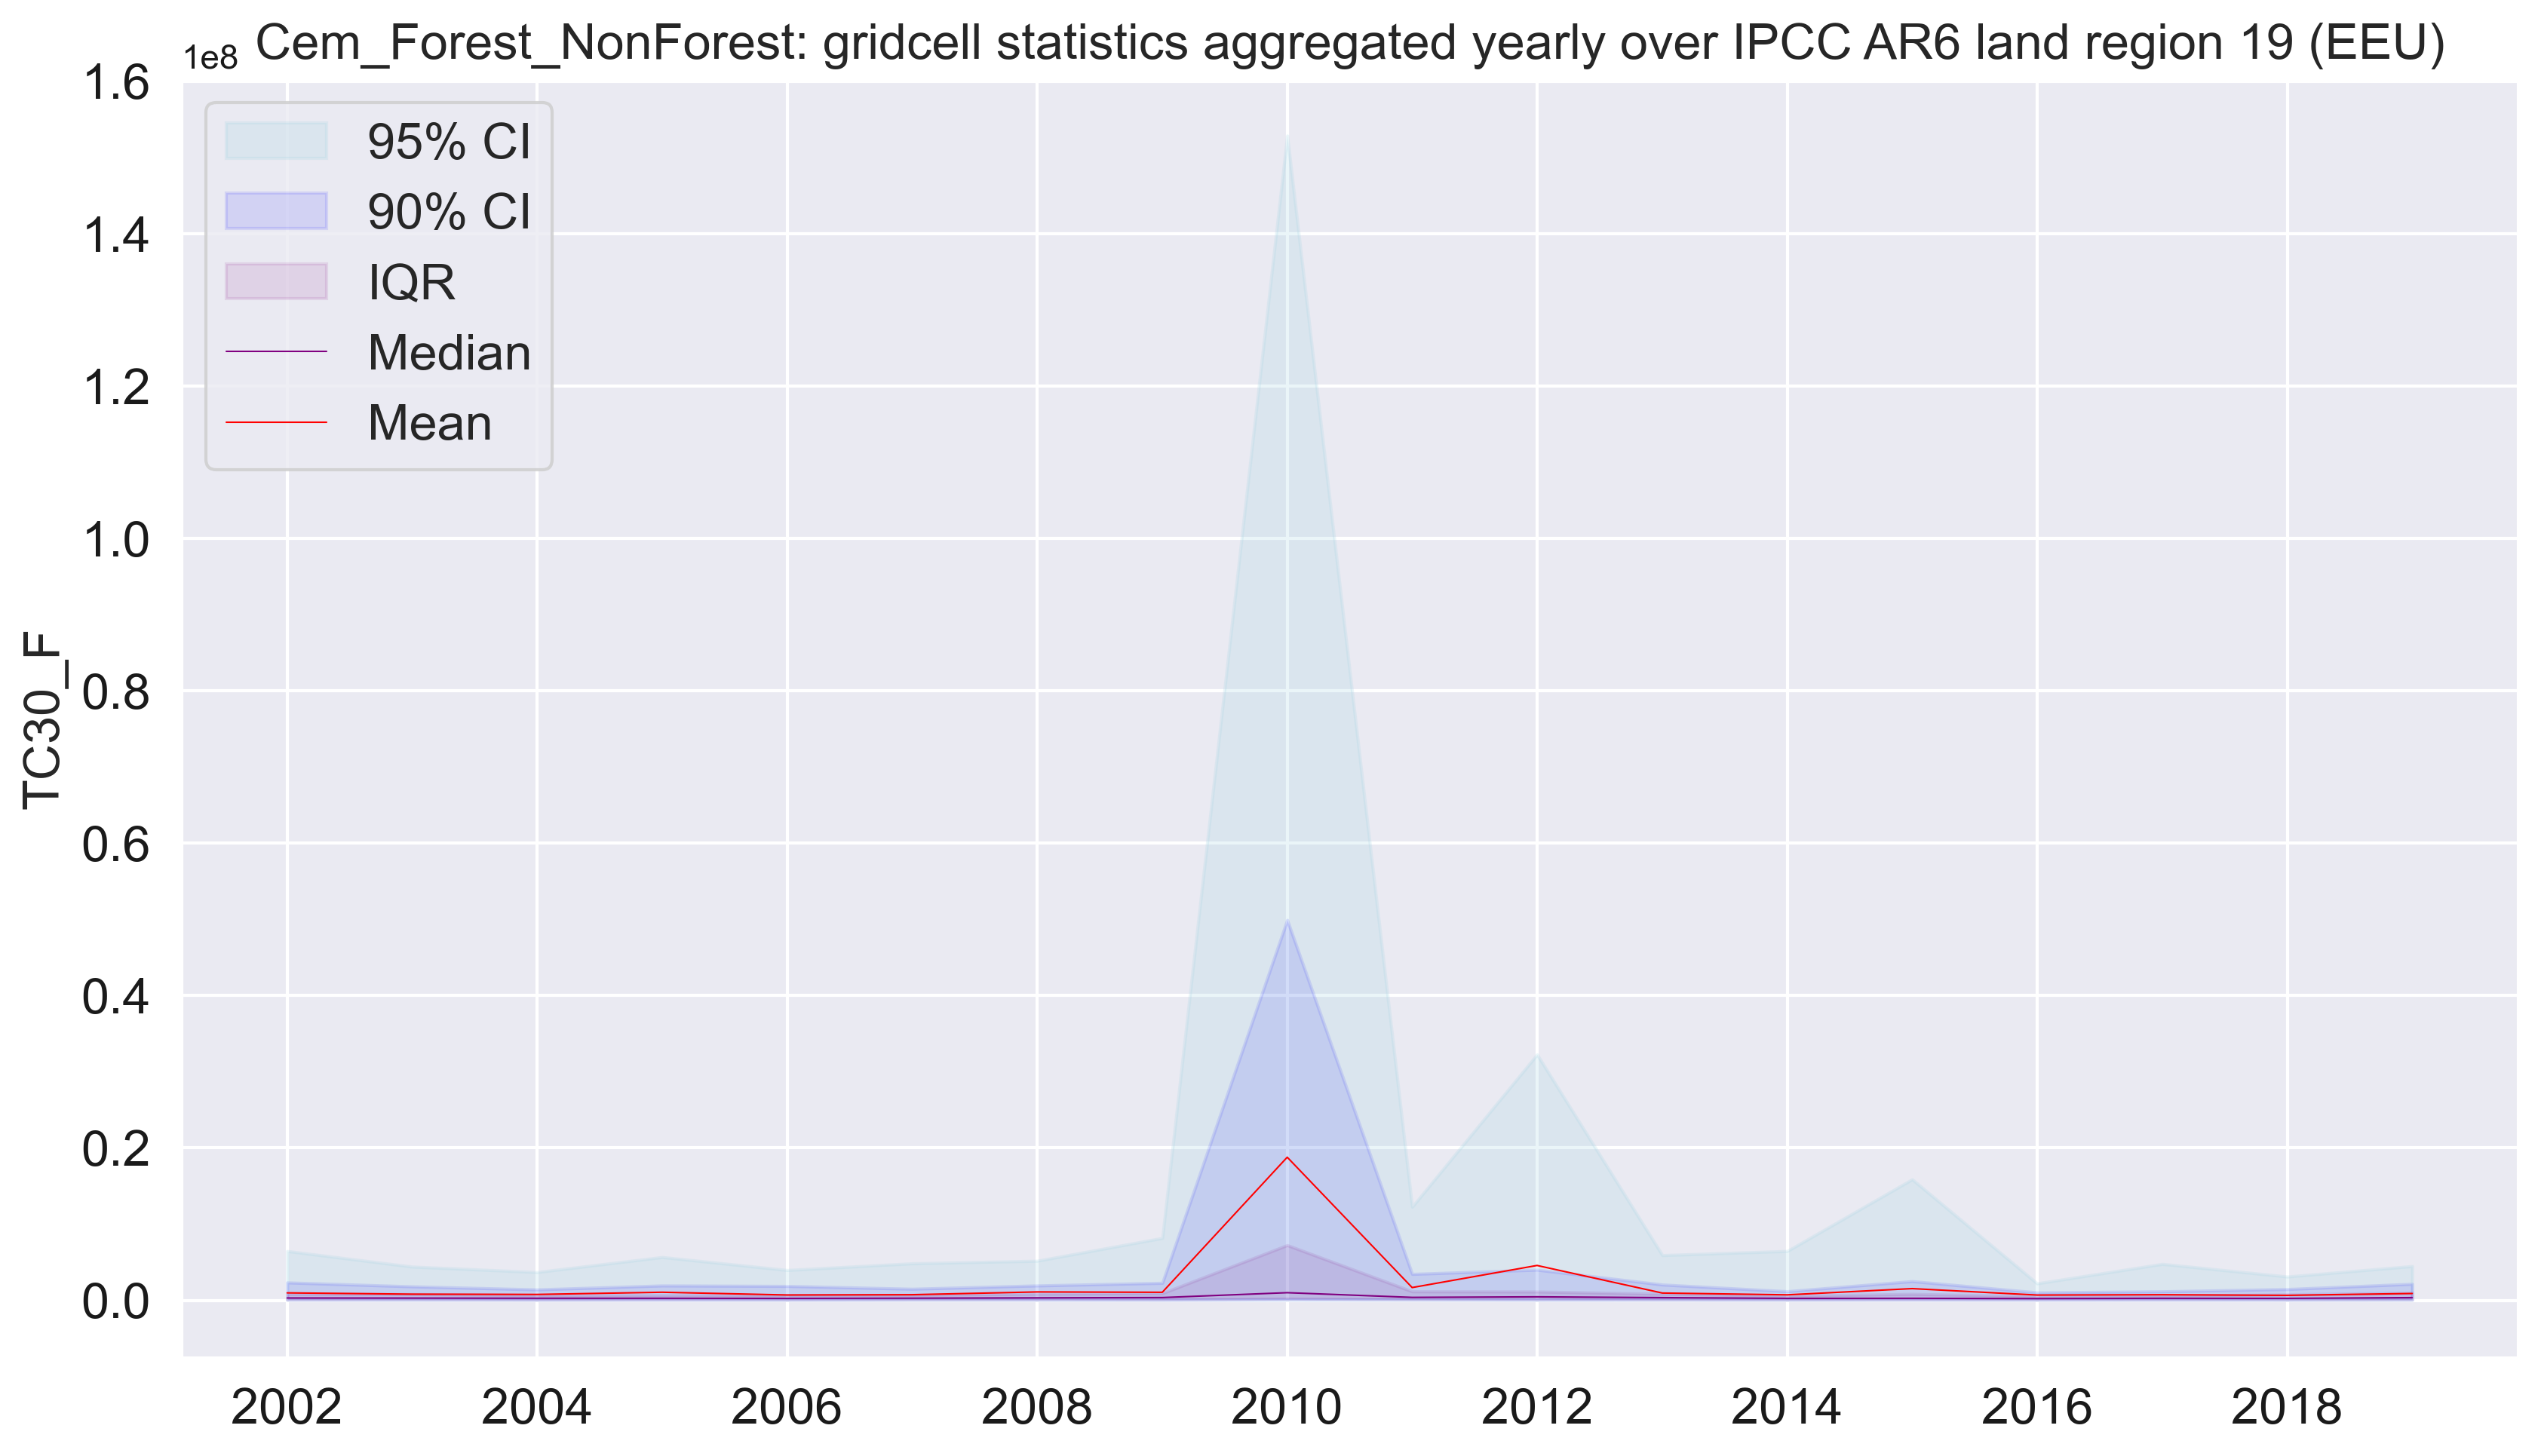 Cem_Forest_NonForest: gridcell statistics aggregated yearly over IPCC AR6 land region 19 (EEU)
1e8
1.6
1.4
1.2
1.0
0.8
0.6
0.4
0.2
0.0
TC30_F
95% CI
90% CI
IQR
Median
Mean
2002 2004 2006 2008 2010 2012 2014 2016 2018